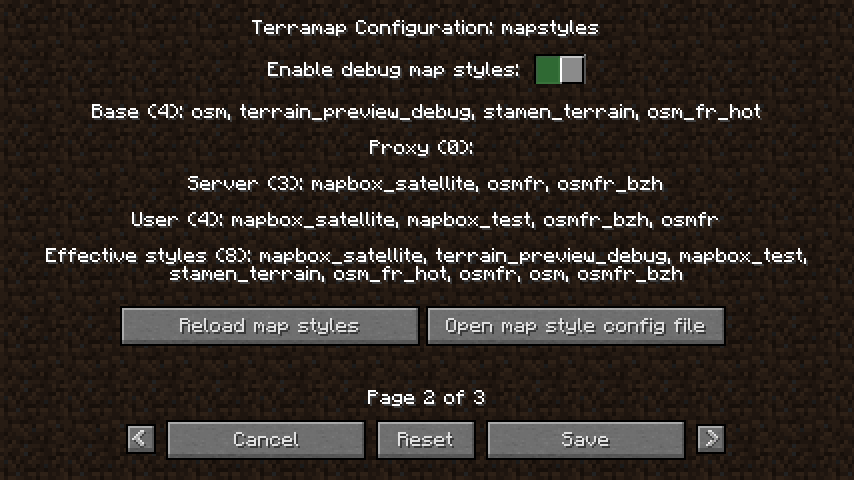 Terramap Configuration: mapstyles
Enable debug map styles:
Base (4): osm, terrain_preview_debug, stamen_terrain, osm_fr_hot
Proxy (0):
Server (3): mapbox_satellite, osmfr, osmfr_bzh
User (4): mapbox_satellite, mapbox_test, osmfr_bzh, osmfr
Effective styles (8): mapbox_satellite, terrain_preview_debug, mapbox_test,
stamen_terrain, osm_fr_hot, osmfr, osm, osmfr_bzh
Reload map styles Open map style config file
Page 2 of 3
< Cancel Reset Save >